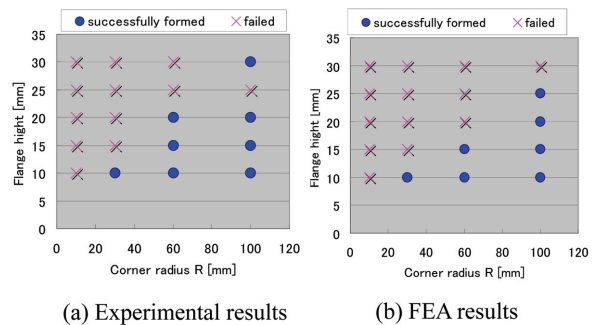 successfully formed failed
35
30
25
20
15
10
5
0
Flange hight [mm]
0 20 40 60 80 100 120
Corner radius R [mm]
(a) Experimental results
successfully formed failed
35
30
25
20
15
10
5
0
Flange hight [mm]
0 20 40 60 80 100 120
Corner radius R [mm]
(b) FEA results